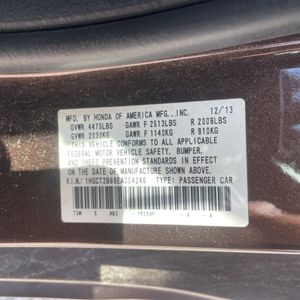 MFD. BY HONDA OF AMERICA MFG., INC. 12/13
GVWR 4475LBS GAWR F 2513LBS R 2006LBS
GVWR 2030KG GAWR F 1140KG R 910KG
THIS VEHICLE CONFORMS TO ALL APPLICABLE
FEDERAL MOTOR VEHICLE SAFETY, BUMPER,
AND THEFT PREVENTION STANDARDS IN
EFFECT ON THE DATE OF MANUFACTURE
SHOWN ABOVE.
V.I.N.: TYPE: PASSENGER CAR